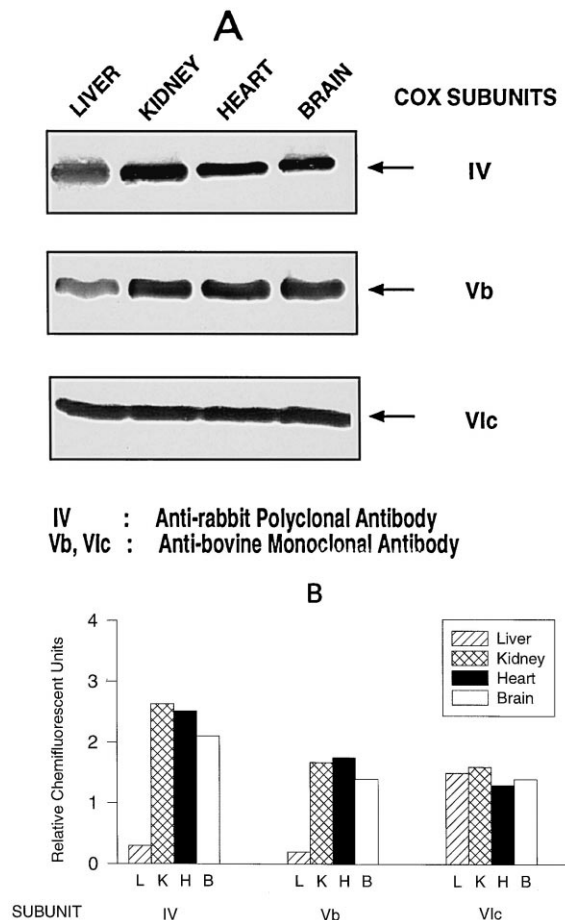 A
LIVER KIDNEY HEART BRAIN COX SUBUNITS
IV
Vb
VIc
IV : Anti-rabbit Polyclonal Antibody
Vb, VIc : Anti-bovine Monoclonal Antibody
B
4
3
2
1
0
Relative Chemifluorescent Units
Liver
Kidney
Heart
Brain
L K H B L K H B L K H B
SUBUNIT IV Vb VIc